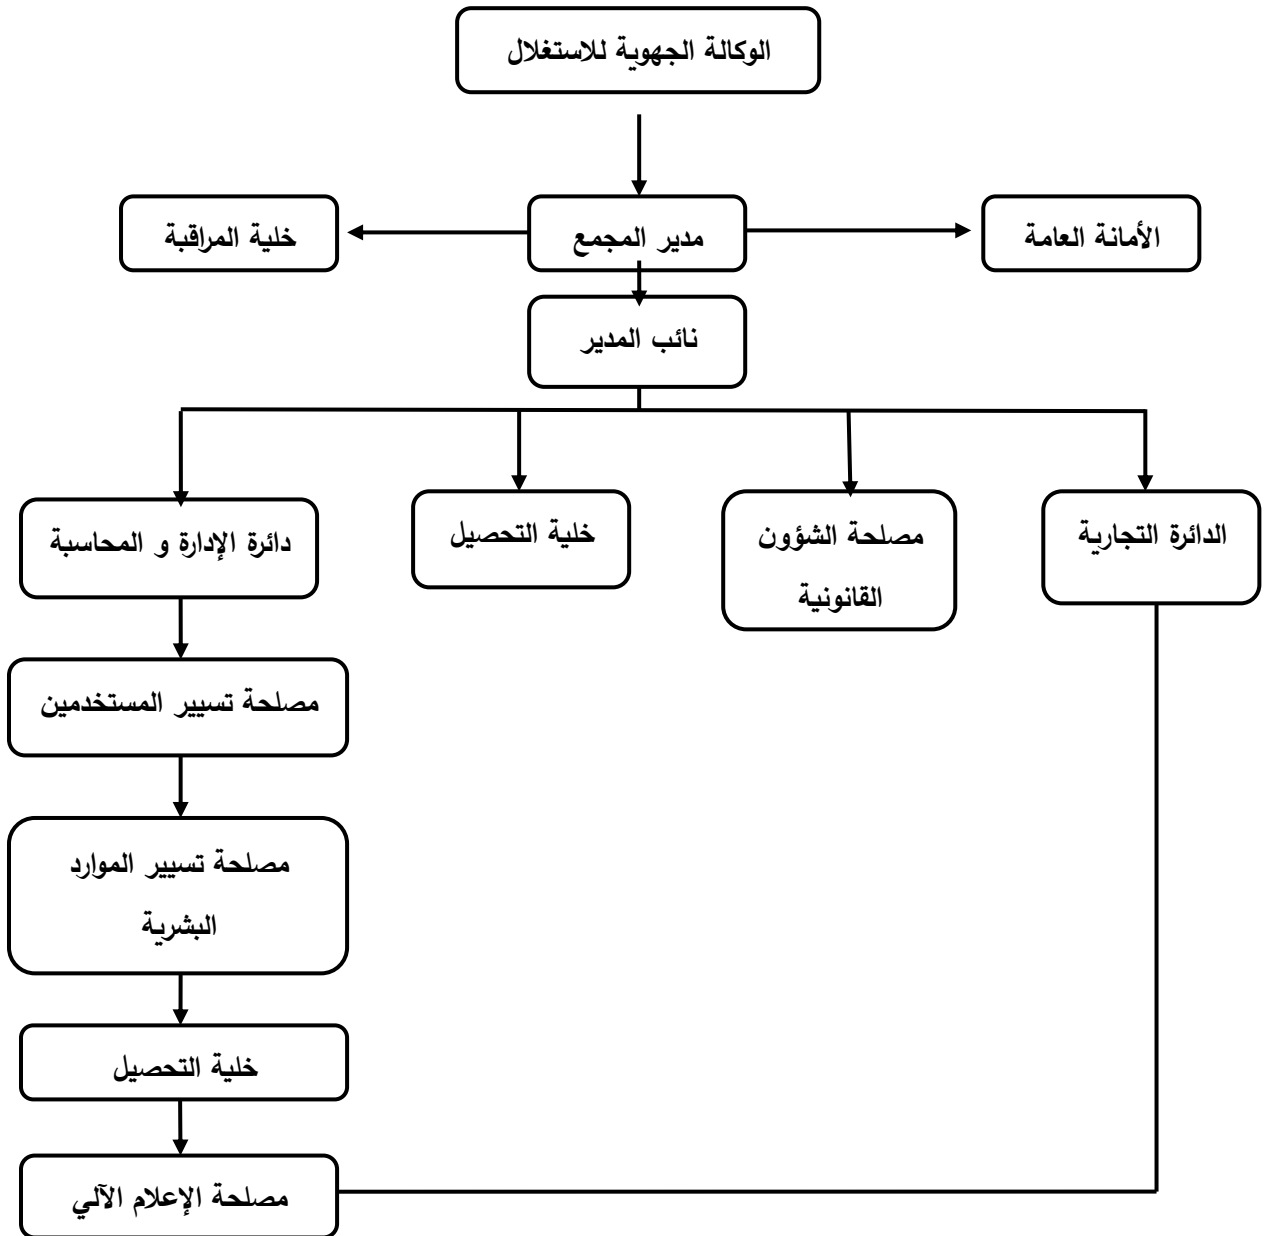 الوكالة الجهوية للاستغلال
الأمانة العامة
مدير المجمع
خلية المراقبة
نائب المدير
الدائرة التجارية
مصلحة الشؤون
القانونية
خلية التحصيل
دائرة الإدارة و المحاسبة
مصلحة تسيير المستخدمين
مصلحة تسيير الموارد
البشرية
خلية التحصيل
مصلحة الإعلام الآلي